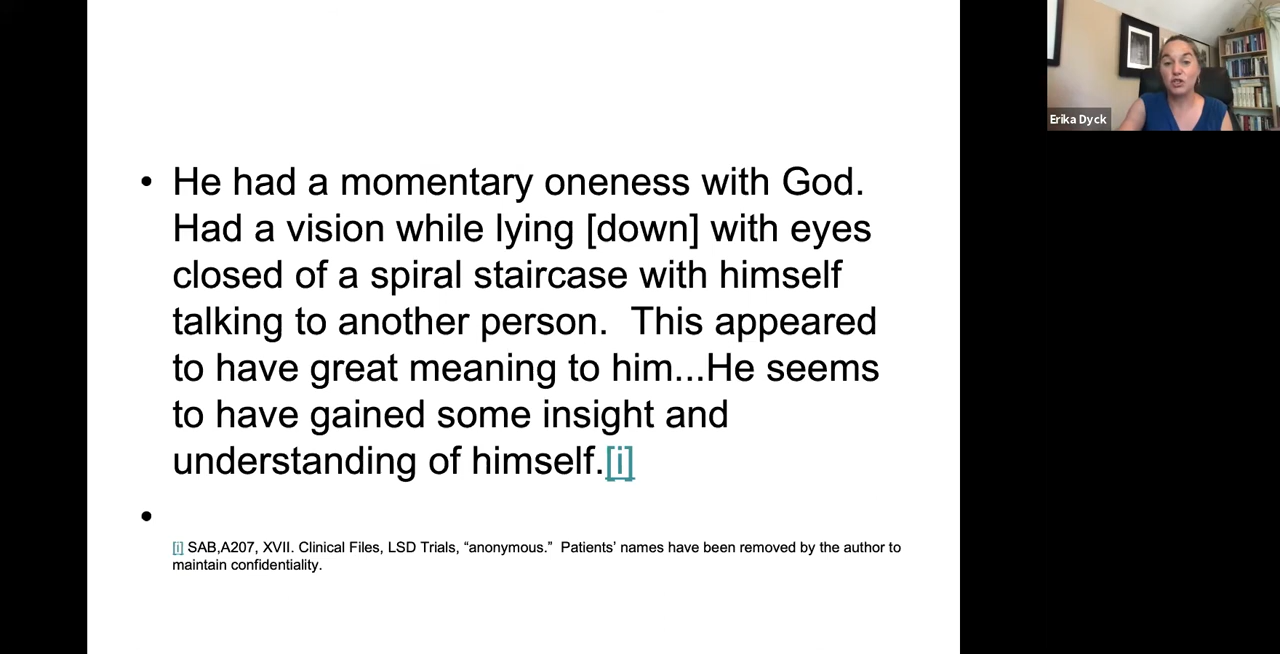 • He had a momentary oneness with God.
Had a vision while lying [down] with eyes
closed of a spiral staircase with himself
talking to another person.  This appeared
to have great meaning to him...He seems
to have gained some insight and
understanding of himself.[i]
•
[i] SAB,A207, XVII. Clinical Files, LSD Trials, “anonymous.”  Patients’ names have been removed by the author to
maintain confidentiality.
Erika Dyck